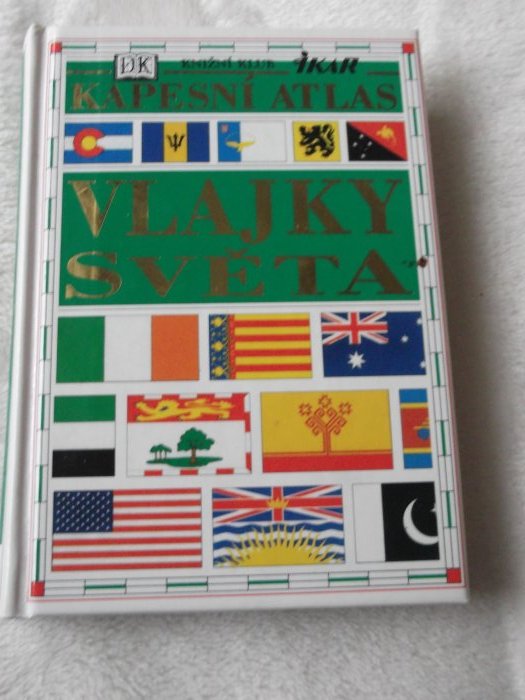 DK KNIŽNÍ KLUB IKAR
KAPESNÍ ATLAS
VLAJKY
SVĚTA